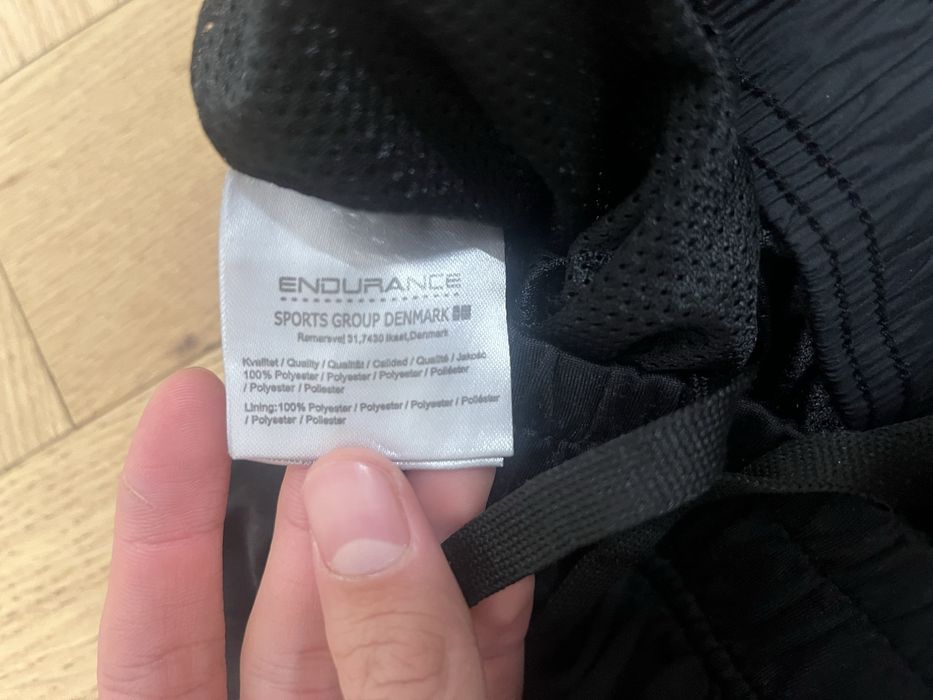 ENDURANCE
SPORTS GROUP DENMARK
Rømersvej 31,7430 Ikast,Denmark
Kvalitet / Quality / Qualität / Calided / Qualité / Jakość
100% Polyester / Polyester / Polyester / Poliéster
/ Polyester / Poliester
Lining:100% Polyester / Polyester / Polyester / Poliéster
/ Polyester / Poliester